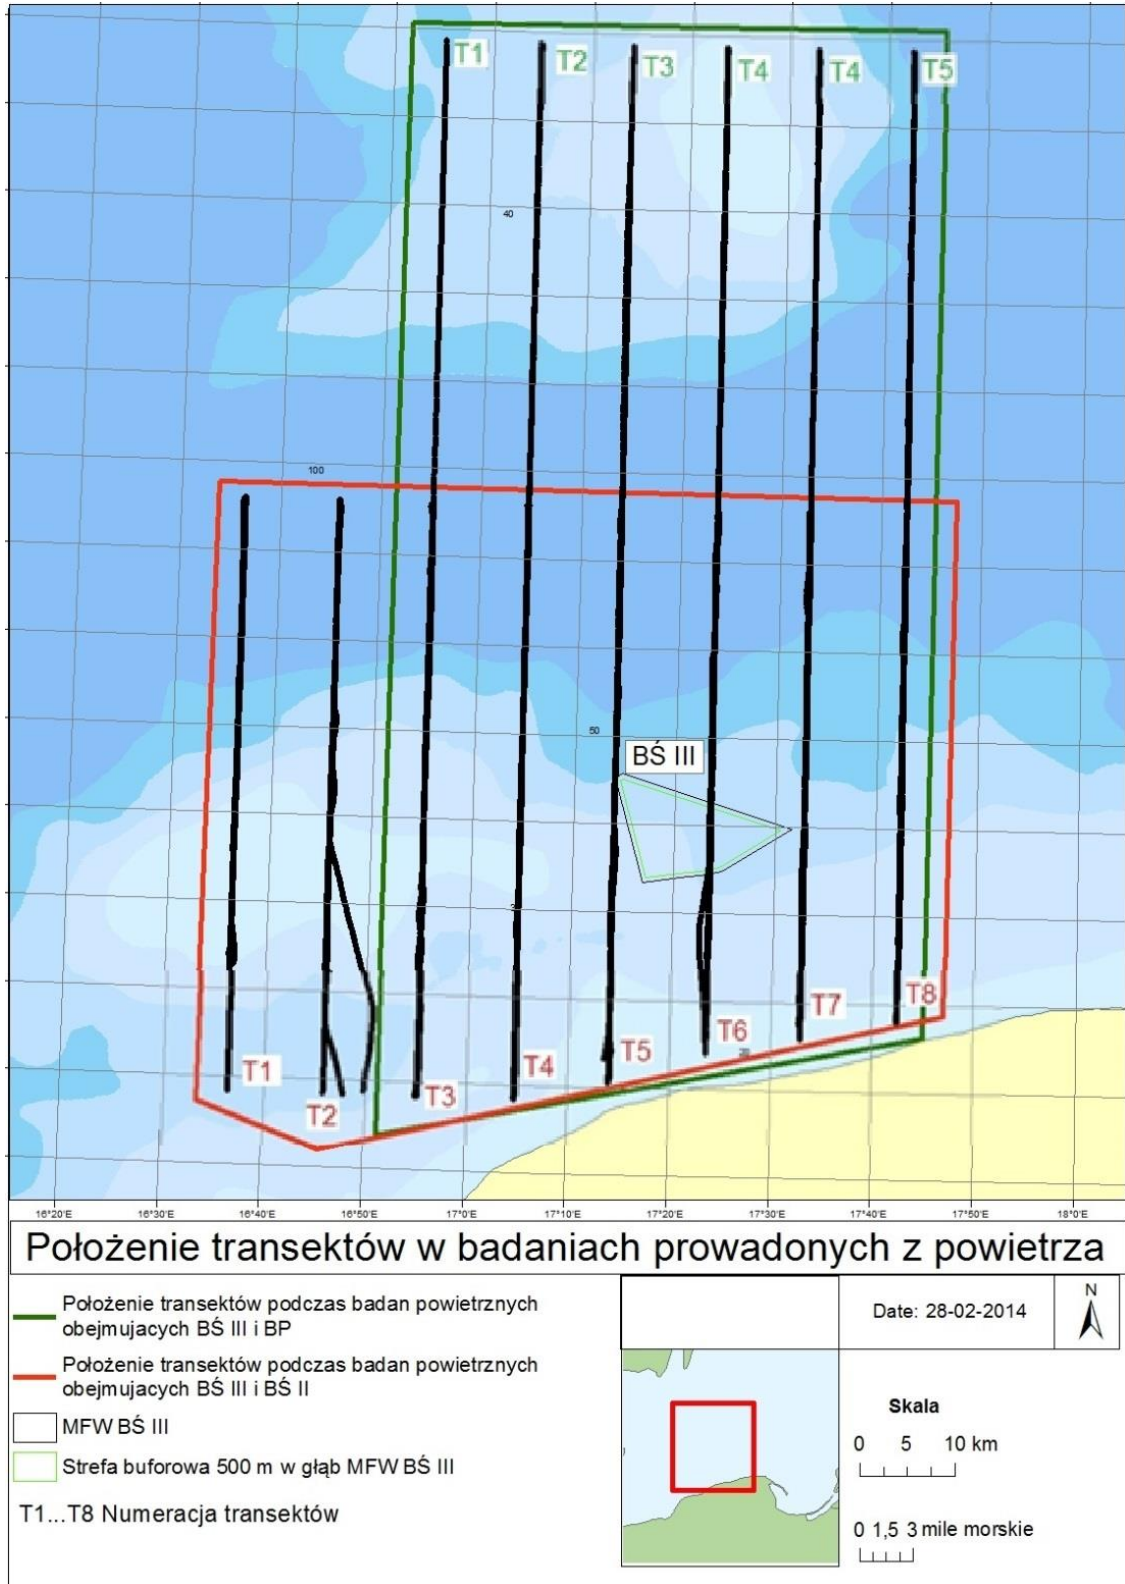 T1 T2 T3 T4 T4 T5
40
100
50
BŚ III
T1 T2 T3 T4 T5 T6 T7 T8
16°20'E 16°30'E 16°40'E 16°50'E 17°0'E 17°10'E 17°20'E 17°30'E 17°40'E 17°50'E 18°0'E
Położenie transektów w badaniach prowadonych z powietrza
Położenie transektów podczas badan powietrznych
obejmujacych BŚ III i BP
Położenie transektów podczas badan powietrznych
obejmujacych BŚ III i BŚ II
MFW BŚ III
Strefa buforowa 500 m w głąb MFW BŚ III
T1...T8 Numeracja transektów
Date: 28-02-2014
N
Skala
0 5 10 km
0 1,5 3 mile morskie